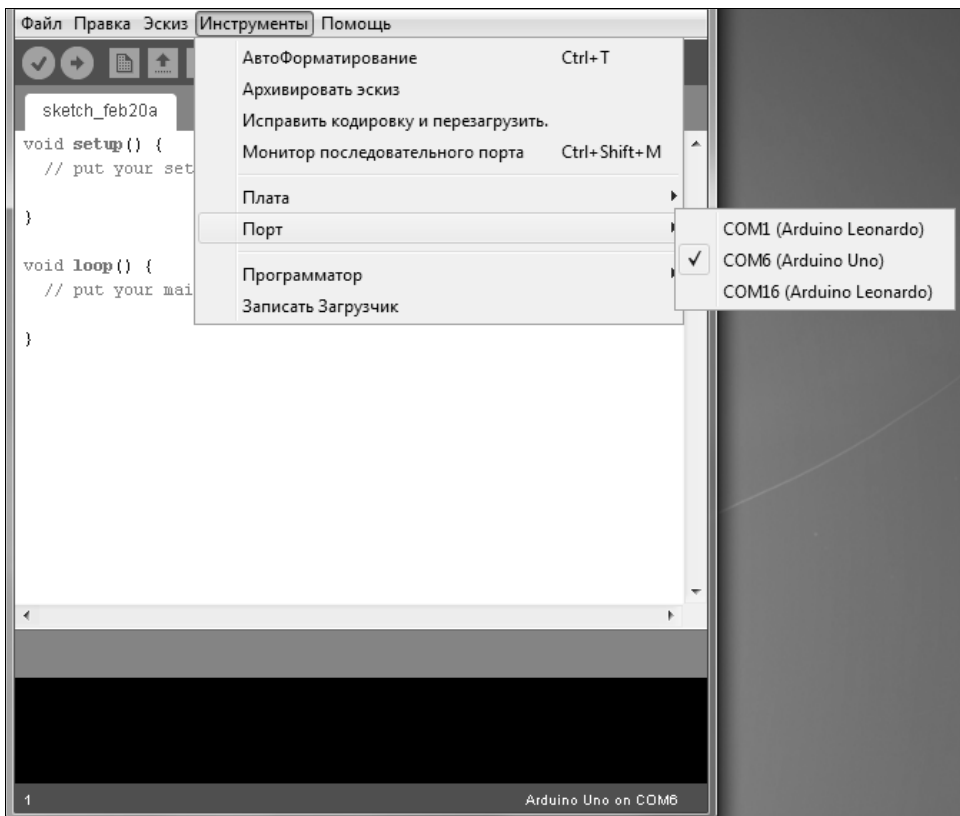 Файл Правка Эскиз Инструменты Помощь
АвтоФорматирование Ctrl+T
Архивировать эскиз
Исправить кодировку и перезагрузить.
Монитор последовательного порта Ctrl+Shift+M
Плата
Порт
Программатор
Записать Загрузчик
COM1 (Arduino Leonardo)
✓ COM6 (Arduino Uno)
COM16 (Arduino Leonardo)
sketch_feb20a
void setup() {
// put your set
}
void loop() {
// put your mai
}
1 Arduino Uno on COM6